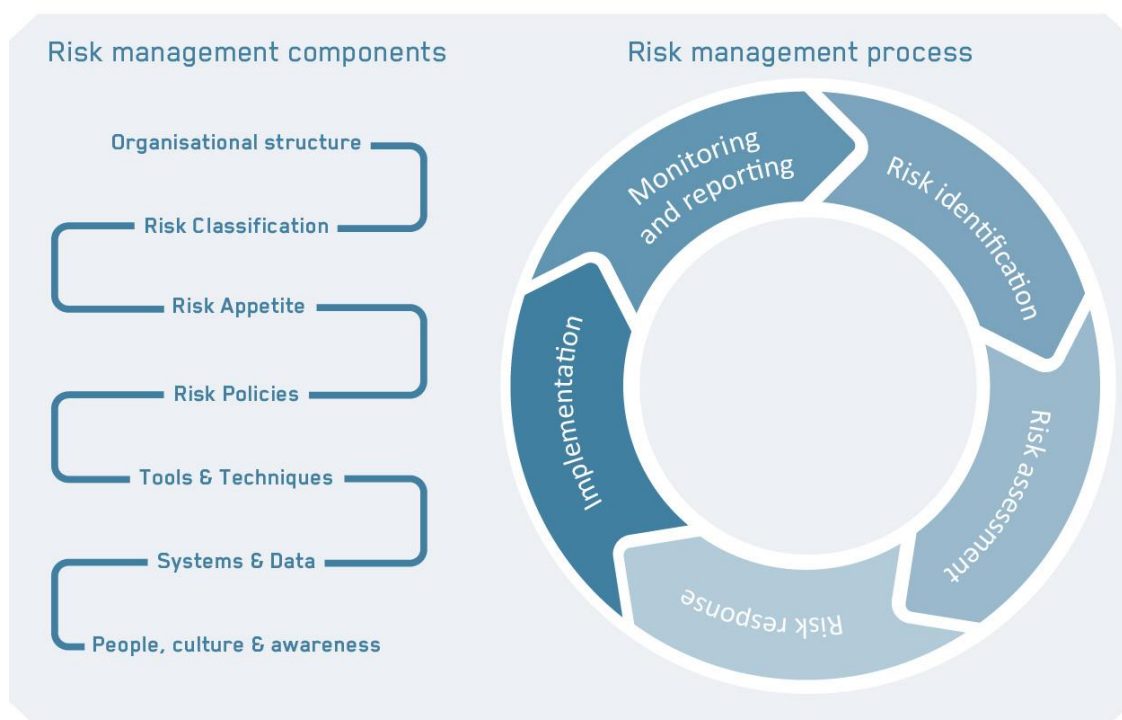 Risk management components
Organisational structure
Risk Classification
Risk Appetite
Risk Policies
Tools & Techniques
Systems & Data
People, culture & awareness
Risk management process
Risk identification
Risk assessment
Risk response
Implementation
Monitoring
and reporting